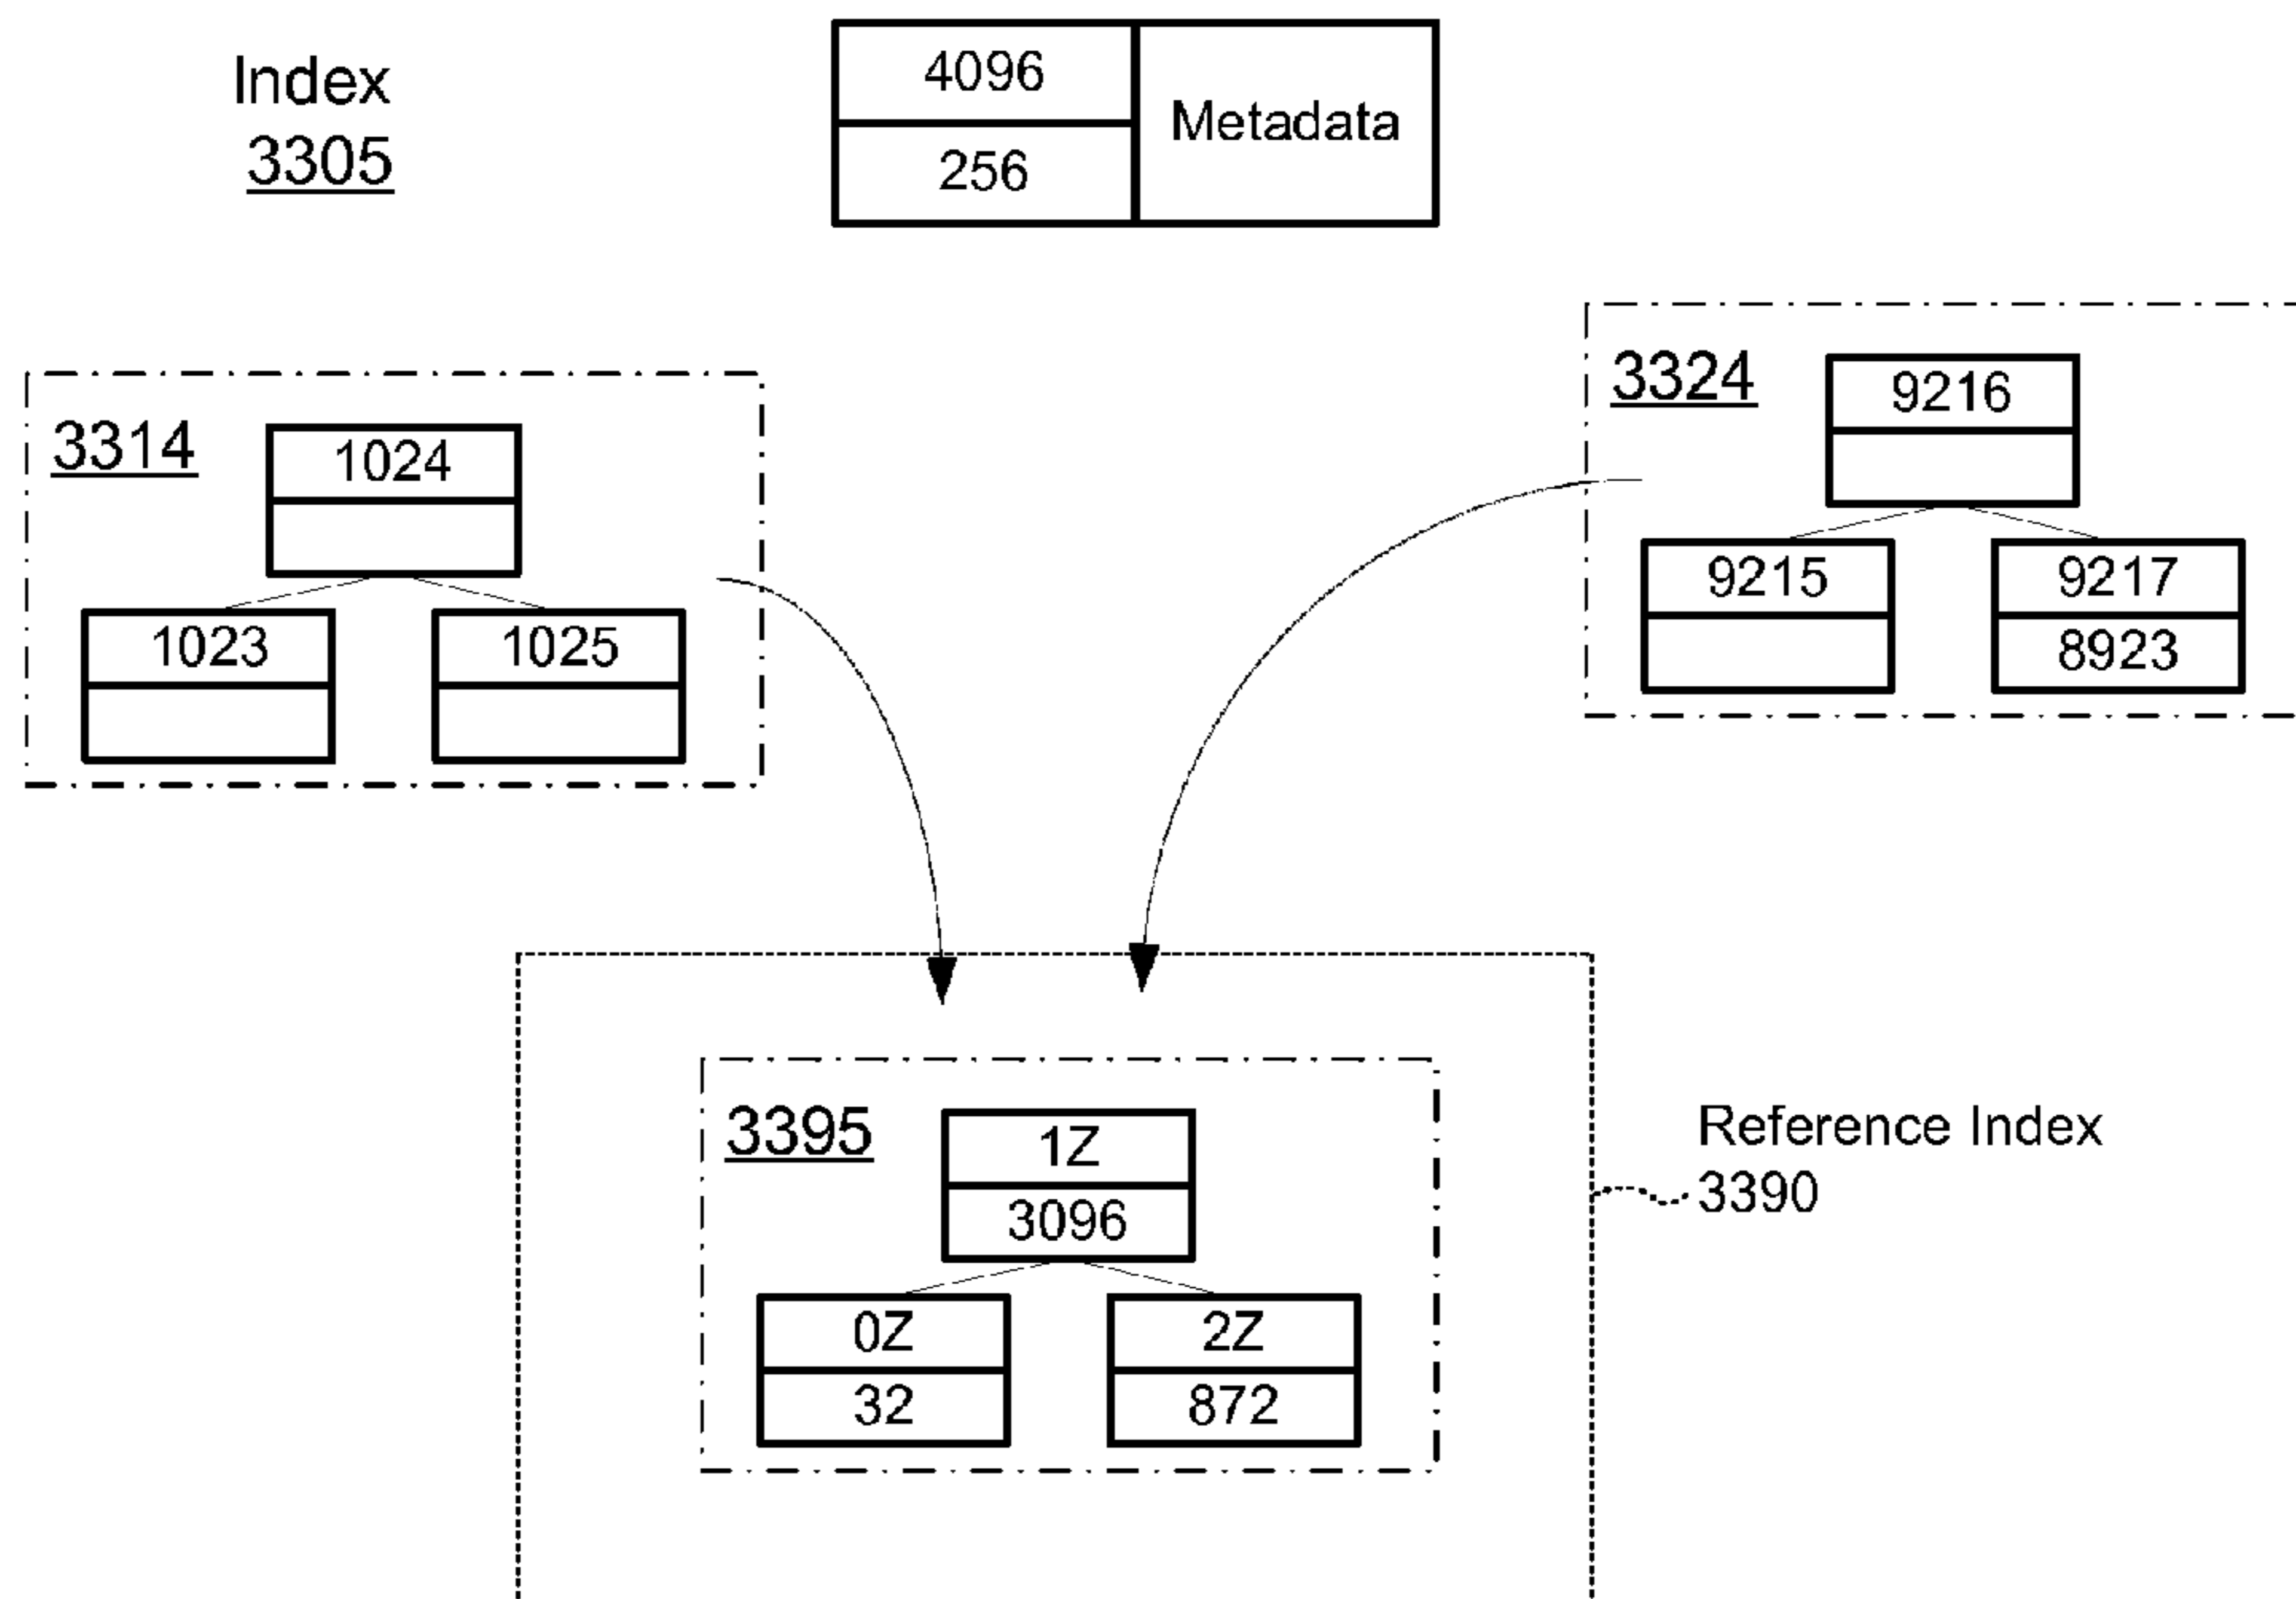 Index
3305
4096
256
Metadata
3314
1024
1023
1025
3324
9216
9215
9217
8923
3395
1Z
3096
0Z
32
2Z
872
Reference Index
3390